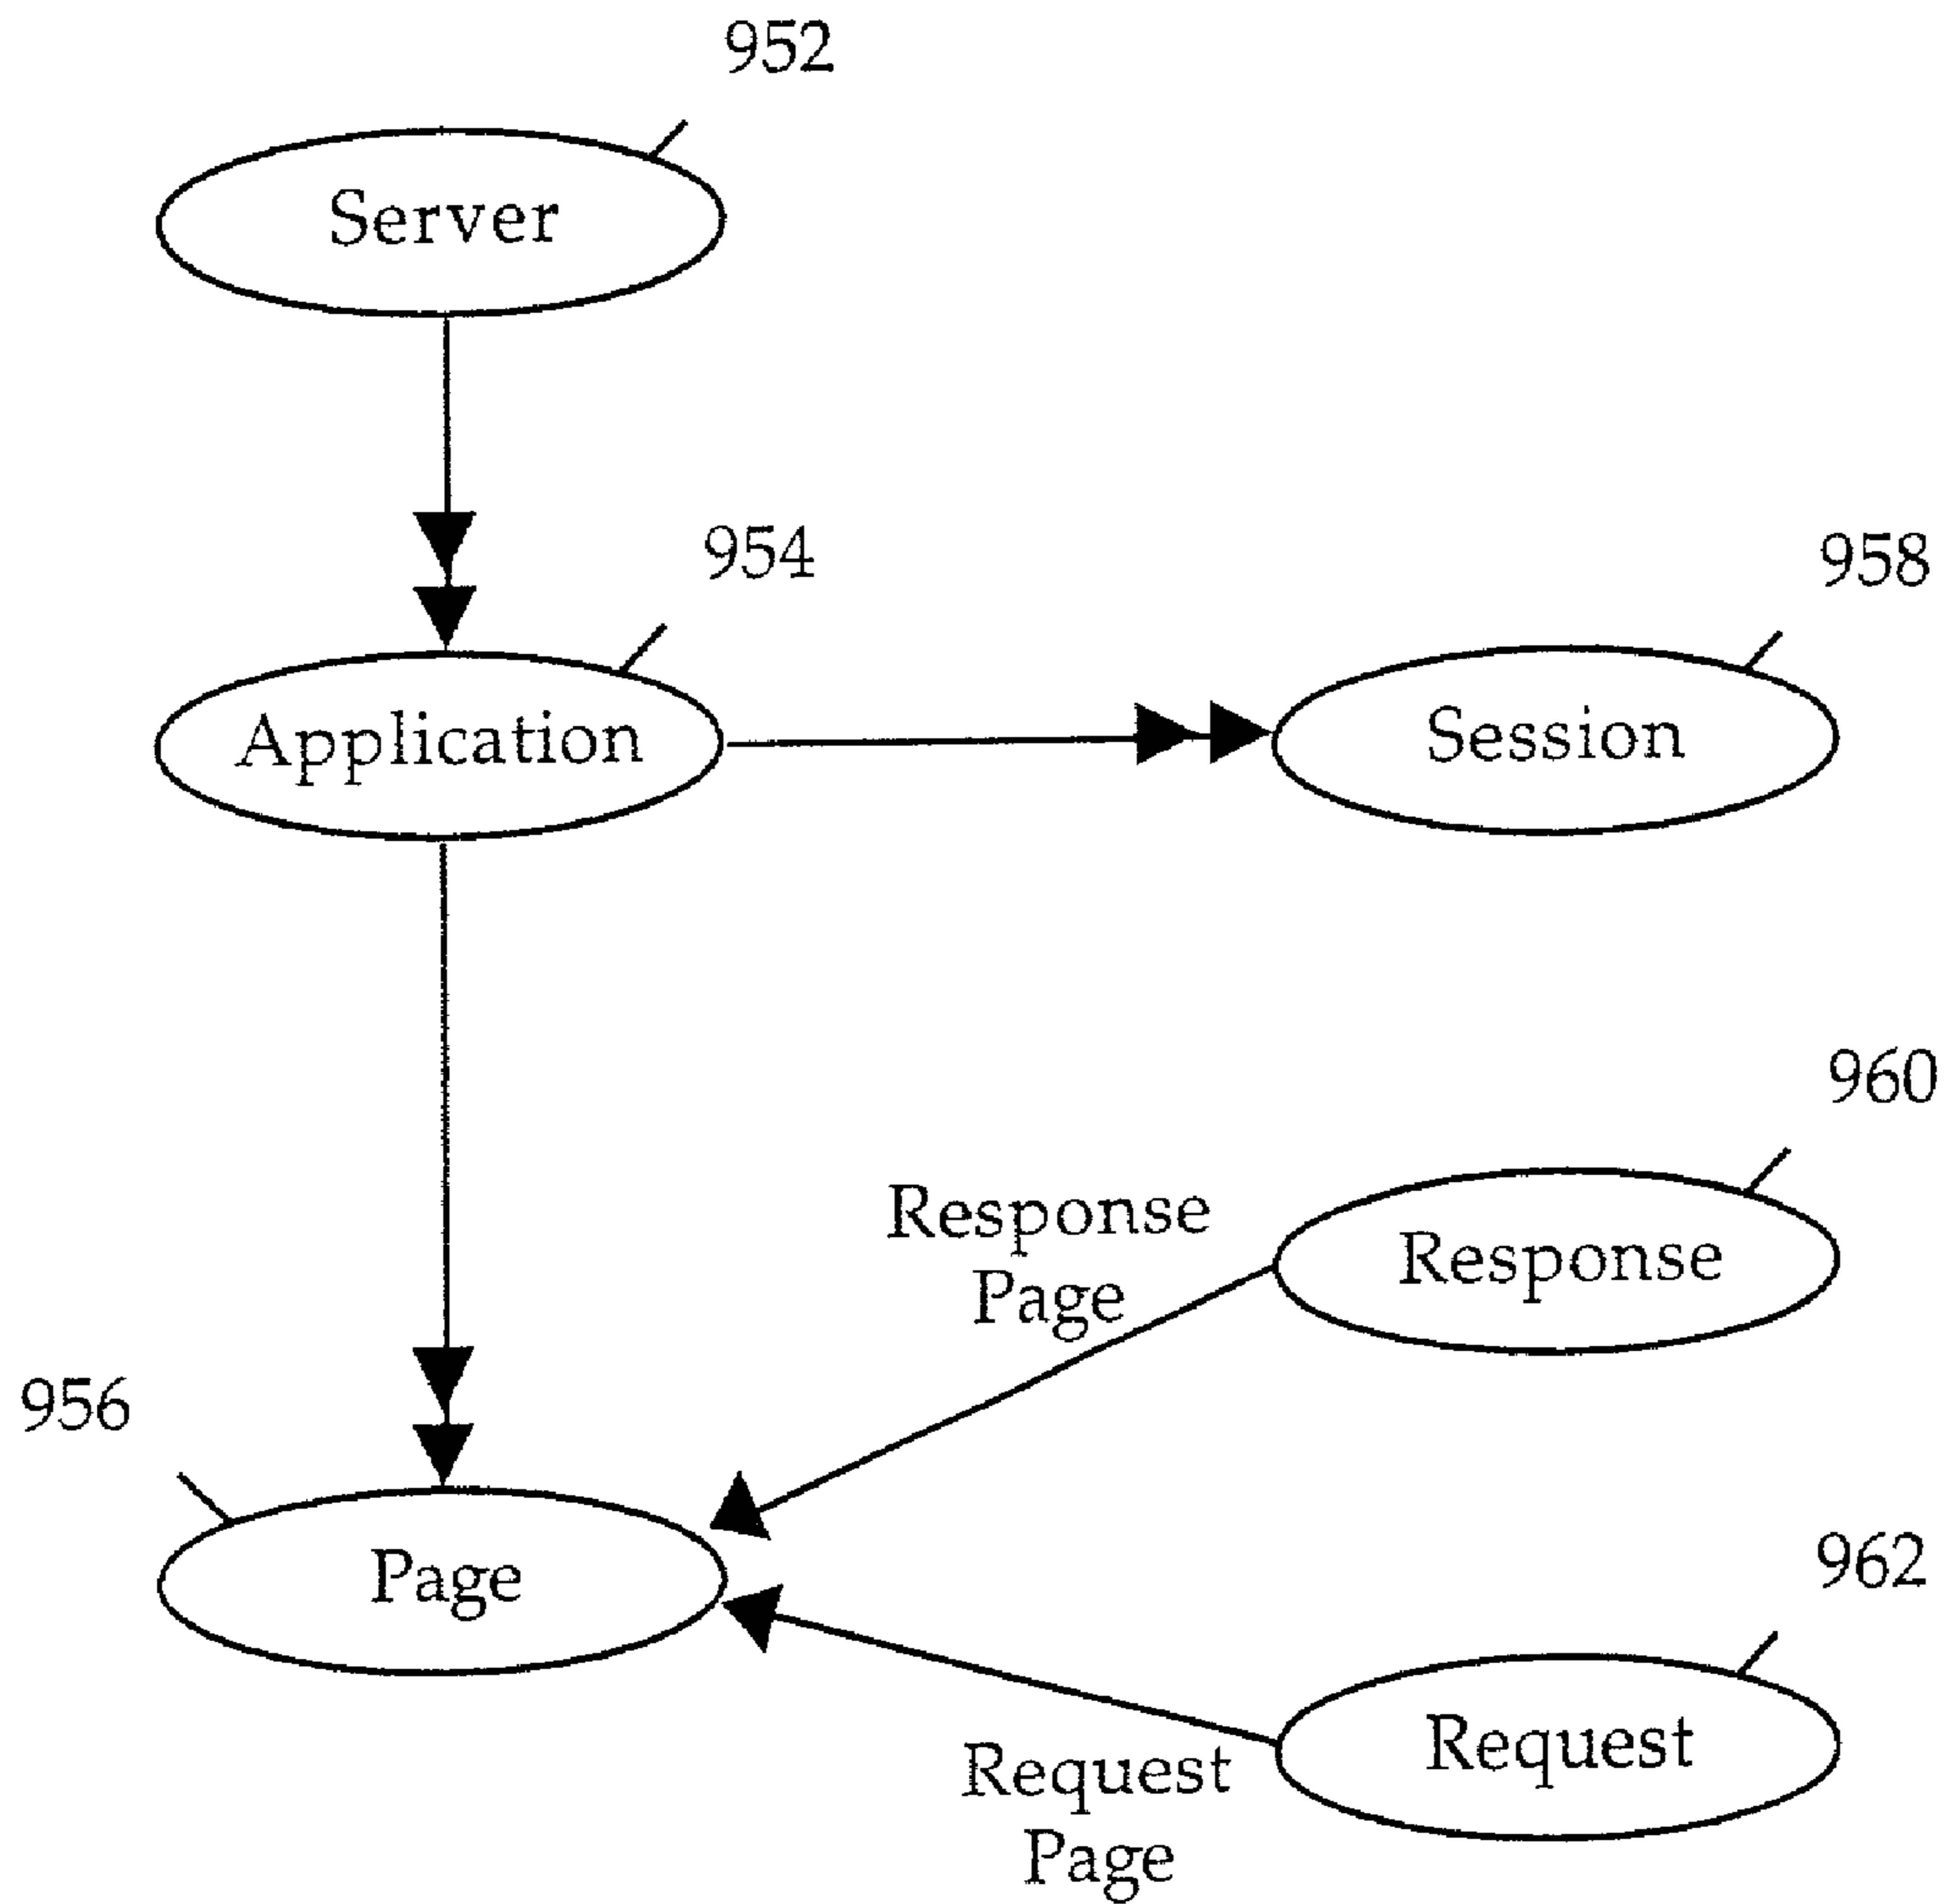 952
Server
954
958
Application
Session
960
Response
Page
Response
956
Page
962
Request
Request
Page